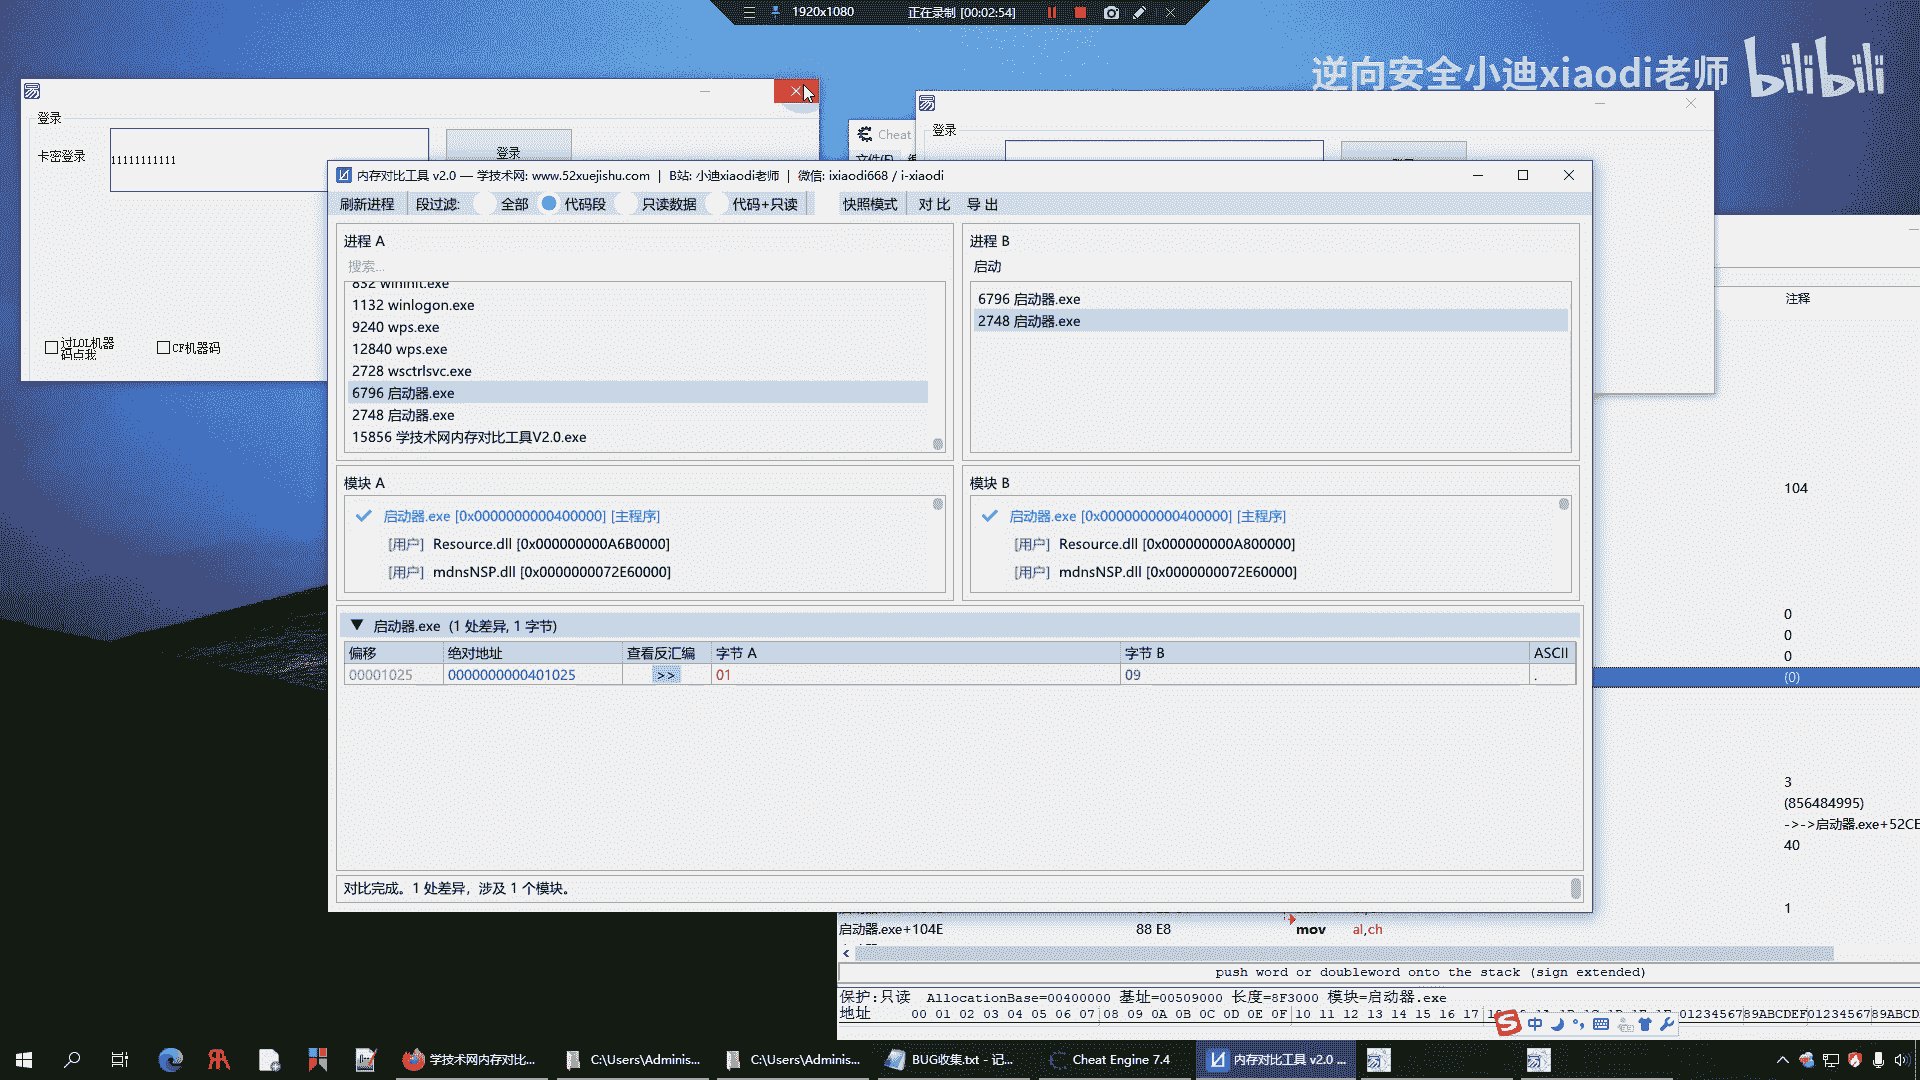 1920x1080 正在录制 [00:02:54]
逆向安全小迪xiaodi老师 bilibili
登录
卡密登录 11111111111 登录
过LOL机器
码点我
CF机器码
Cheat
登录
内存对比工具 v2.0 — 学技术网: www.52xuejishu.com | B站: 小迪xiaodi老师 | 微信: ixiaodi668 / i-xiaodi
刷新进程 段过滤: 全部 代码段 只读数据 代码+只读 快照模式 对 比 导 出
进程 A
搜索...
832 wininit.exe
1132 winlogon.exe
9240 wps.exe
12840 wps.exe
2728 wsctrlsvc.exe
6796 启动器.exe
2748 启动器.exe
15856 学技术网内存对比工具V2.0.exe
进程 B
启动
6796 启动器.exe
2748 启动器.exe
模块 A
启动器.exe [0x0000000000400000] [主程序]
[用户] Resource.dll [0x000000000A6B0000]
[用户] mdnsNSP.dll [0x0000000072E60000]
模块 B
启动器.exe [0x0000000000400000] [主程序]
[用户] Resource.dll [0x000000000A800000]
[用户] mdnsNSP.dll [0x0000000072E60000]
启动器.exe (1 处差异, 1 字节)
偏移 绝对地址 查看反汇编 字节 A 字节 B ASCII
00001025 0000000000401025 >> 01 09 .
对比完成。1 处差异，涉及 1 个模块。
注释
104
0
0
0
(0)
3
(856484995)
->->启动器.exe+52CE
40
1
启动器.exe+104E 88 E8 mov al,ch
push word or doubleword onto the stack (sign extended)
保护:只读 AllocationBase=00400000 基址=00509000 长度=8F3000 模块=启动器.exe
地址 00 01 02 03 04 05 06 07 08 09 0A 0B 0C 0D 0E 0F 10 11 12 13 14 15 16 17
0123456789ABCDEF0123456789ABCD
中
学技术网内存对比... C:\Users\Adminis... C:\Users\Adminis... BUG收集.txt - 记... Cheat Engine 7.4 内存对比工具 v2.0 ...